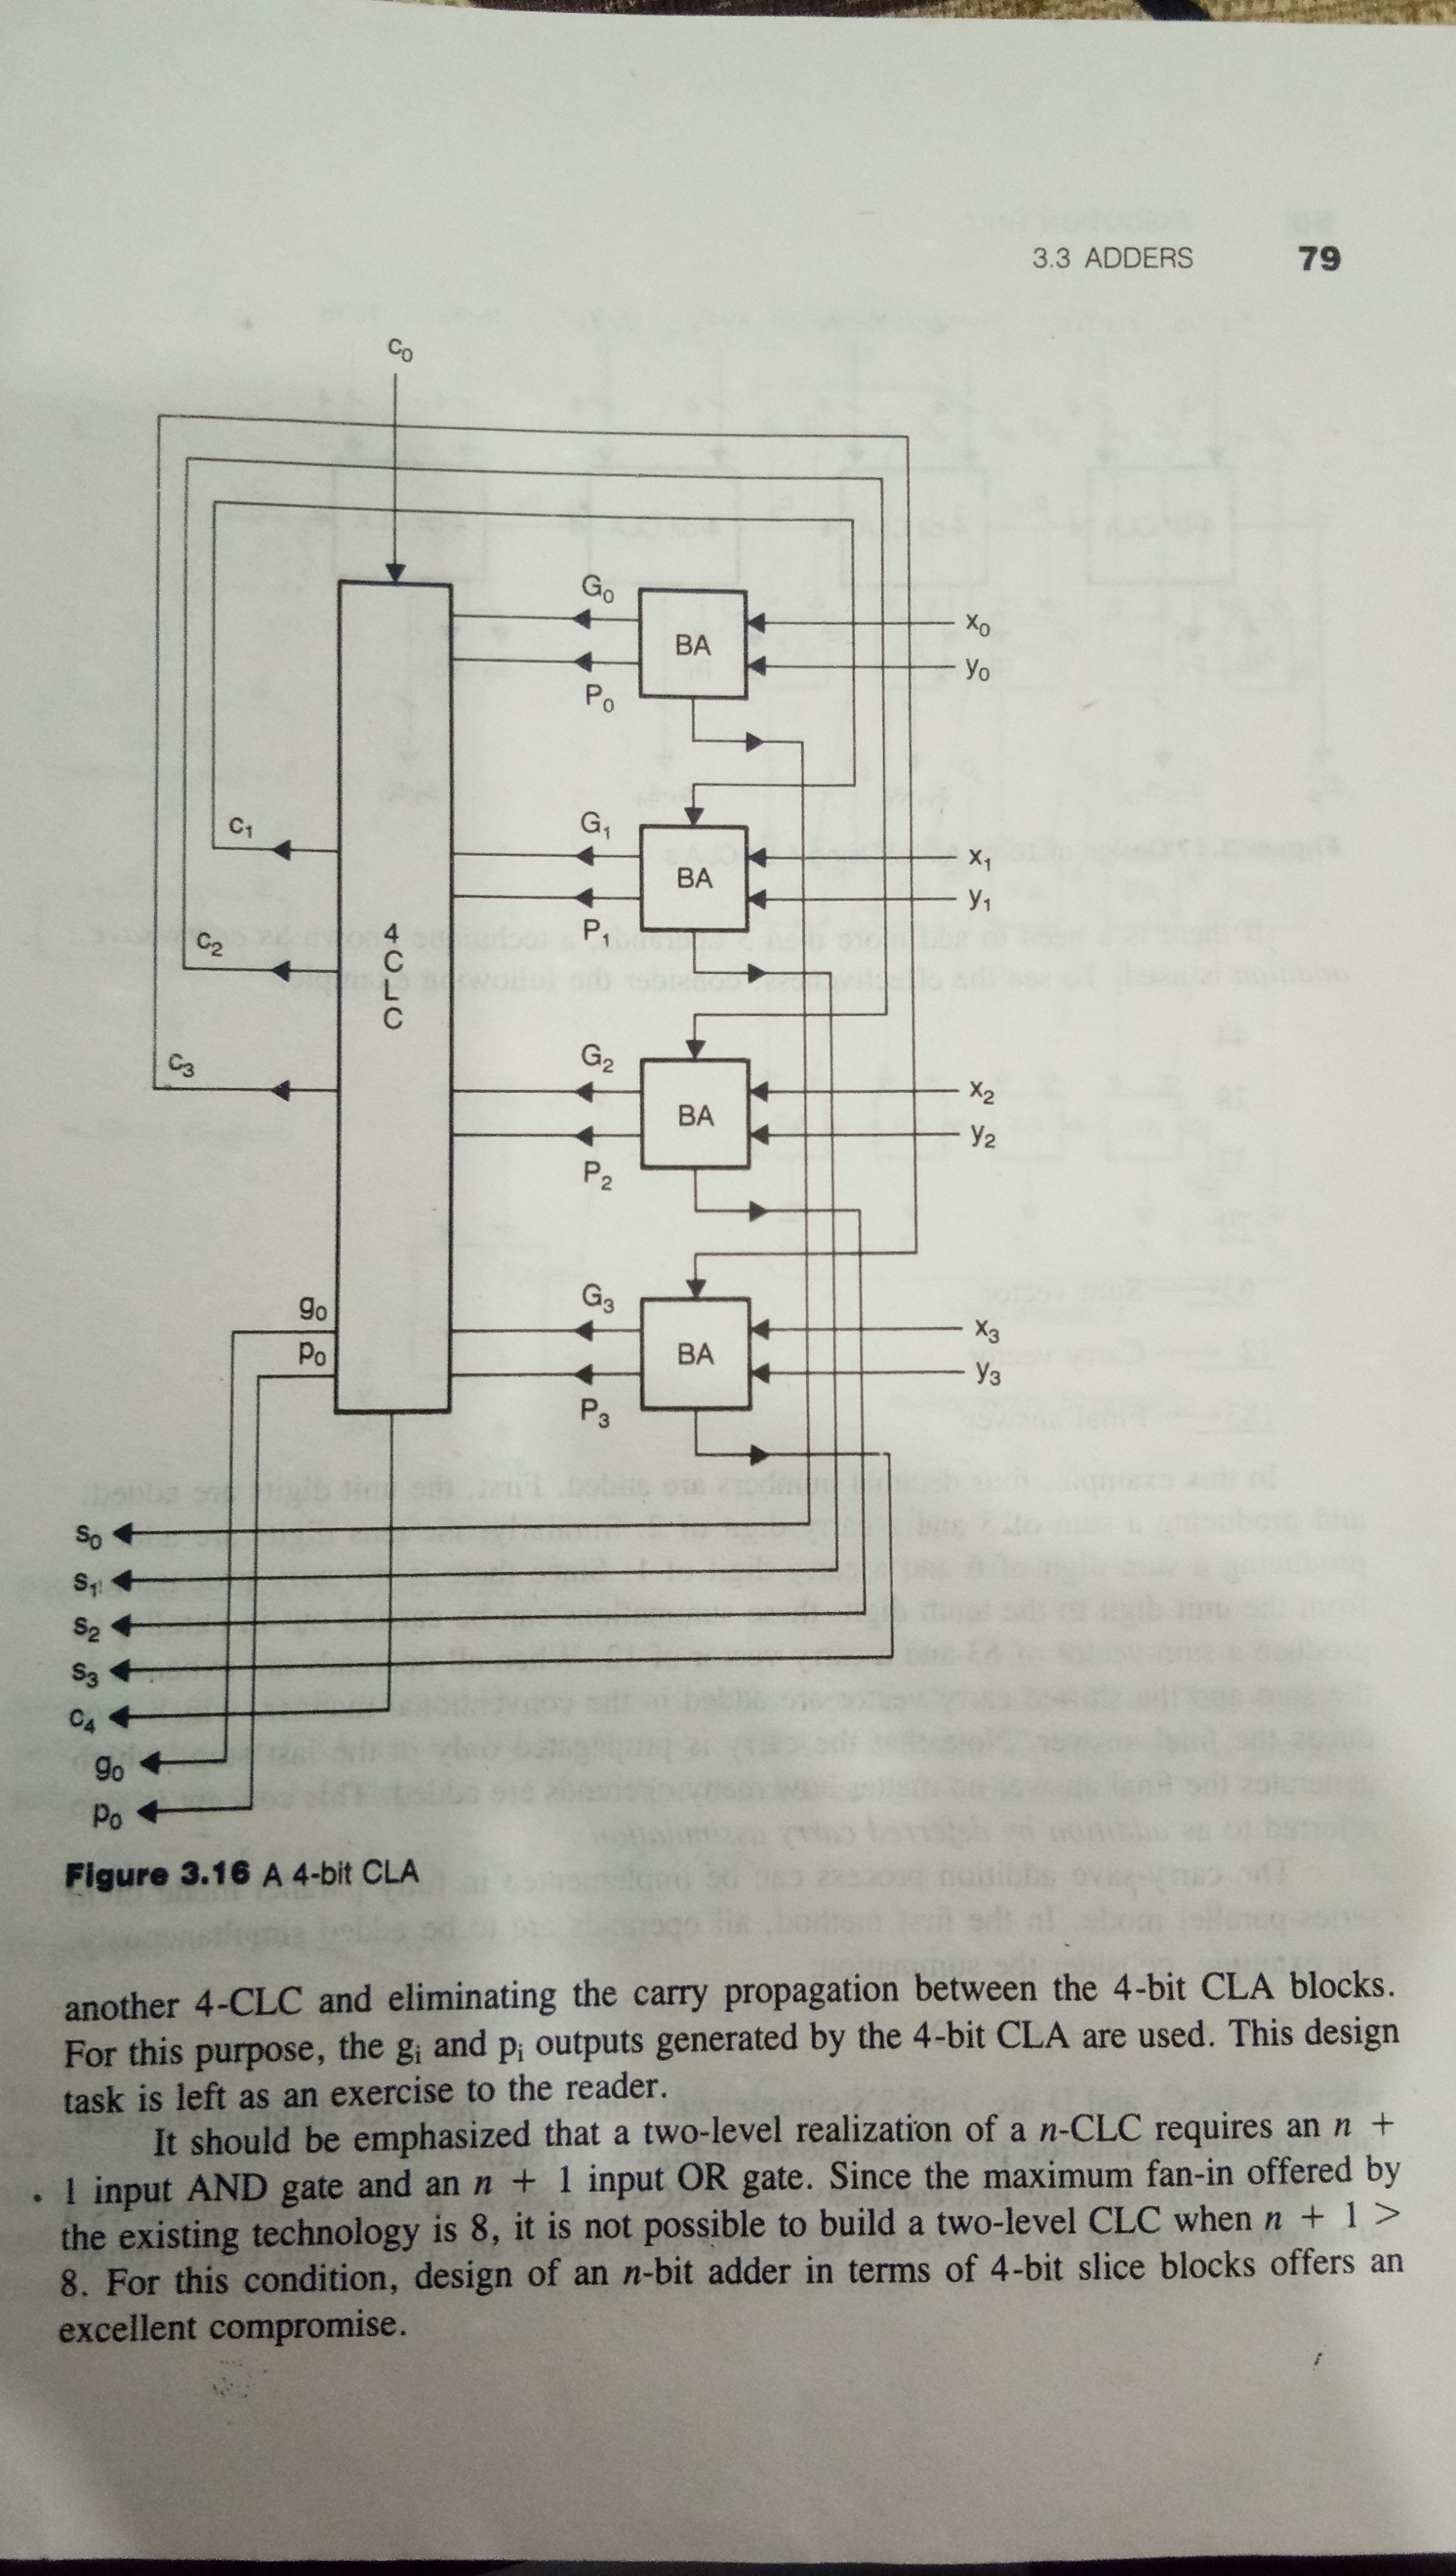 3.3 ADDERS 79
c0
G0
BA
x0
y0
P0
c1
G1
BA
x1
y1
P1
4
C
L
C
c2
c3
G2
BA
x2
y2
P2
g0
p0
G3
BA
x3
y3
P3
s0
s1
s2
s3
c4
g0
p0
Figure 3.16 A 4-bit CLA
another 4-CLC and eliminating the carry propagation between the 4-bit CLA blocks.
For this purpose, the gi and pi outputs generated by the 4-bit CLA are used. This design
task is left as an exercise to the reader.
It should be emphasized that a two-level realization of a n-CLC requires an n +
1 input AND gate and an n + 1 input OR gate. Since the maximum fan-in offered by
the existing technology is 8, it is not possible to build a two-level CLC when n + 1 >
8. For this condition, design of an n-bit adder in terms of 4-bit slice blocks offers an
excellent compromise.